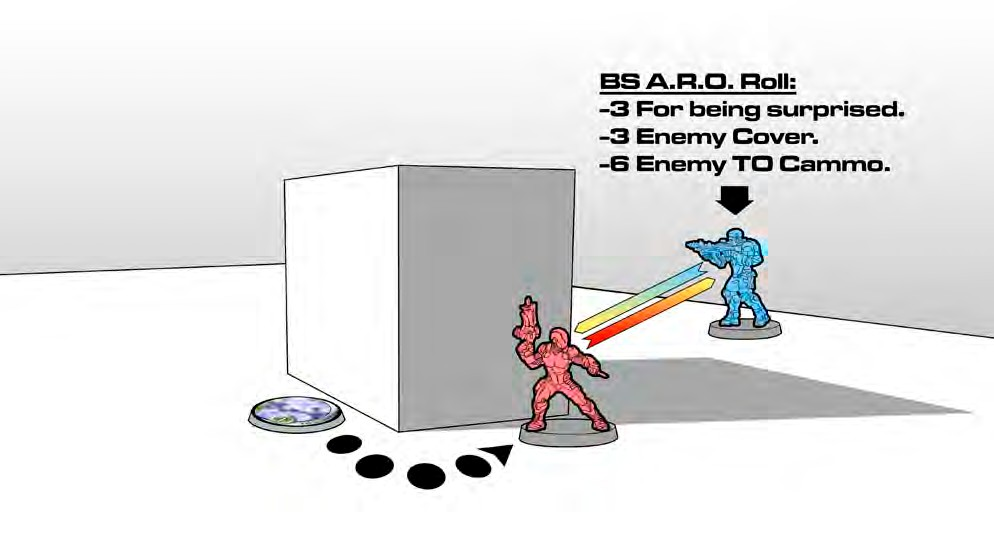 BS A.R.O. Roll:
-3 For being surprised.
-3 Enemy Cover.
-6 Enemy TO Cammo.